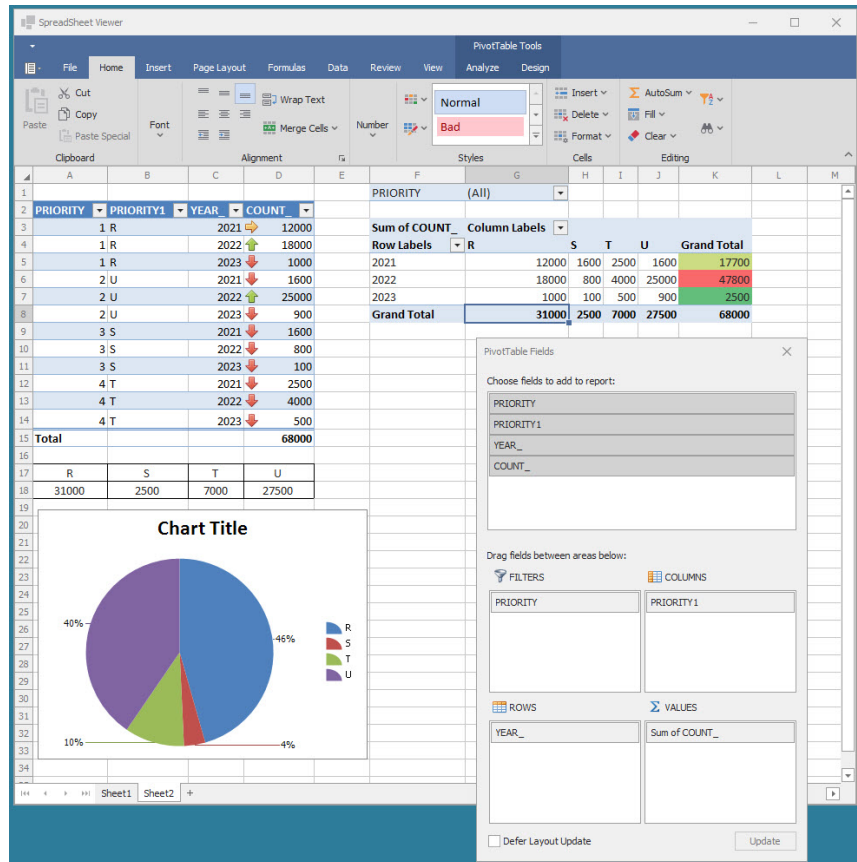 SpreadSheet Viewer
PivotTable Tools
File Home Insert Page Layout Formulas Data Review View Analyze Design
Paste
Cut
Copy
Paste Special
Clipboard
Font
Wrap Text
Merge Cells
Alignment
Number
Normal
Bad
Styles
Insert
Delete
Format
Cells
AutoSum
Fill
Clear
Editing
A B C D E F G H I J K L M
1 PRIORITY (All)
2 PRIORITY PRIORITY1 YEAR_ COUNT_
3 1 R 2021 12000 Sum of COUNT_ Column Labels
4 1 R 2022 18000 Row Labels R S T U Grand Total
5 1 R 2023 1000 2021 12000 1600 2500 1600 17700
6 2 U 2021 1600 2022 18000 800 4000 25000 47800
7 2 U 2022 25000 2023 1000 100 500 900 2500
8 2 U 2023 900 Grand Total 31000 2500 7000 27500 68000
9 3 S 2021 1600
10 3 S 2022 800
11 3 S 2023 100
12 4 T 2021 2500
13 4 T 2022 4000
14 4 T 2023 500
15 Total 68000
16
17 R S T U
18 31000 2500 7000 27500
19
20
21
22
23
24
25
26
27
28
29
30
31
32
33
34
Chart Title
40%
46%
10%
4%
R
S
T
U
Sheet1 Sheet2 +
PivotTable Fields
Choose fields to add to report:
PRIORITY
PRIORITY1
YEAR_
COUNT_
Drag fields between areas below:
FILTERS COLUMNS
PRIORITY PRIORITY1
ROWS VALUES
YEAR_ Sum of COUNT_
Defer Layout Update Update